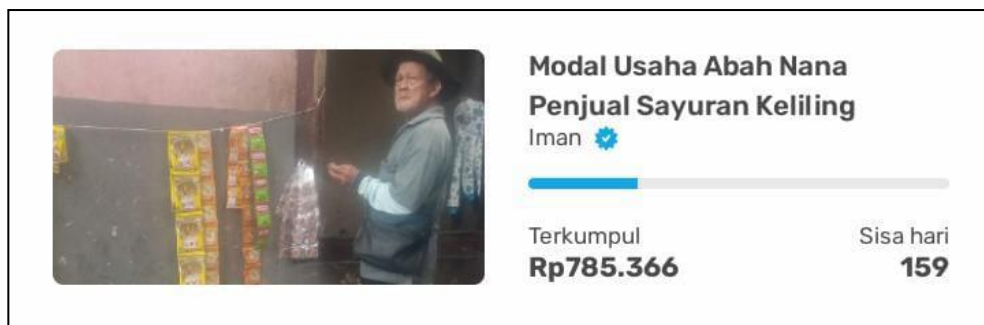 Modal Usaha Abah Nana
Penjual Sayuran Keliling
Iman
Terkumpul
Sisa hari
Rp785.366
159